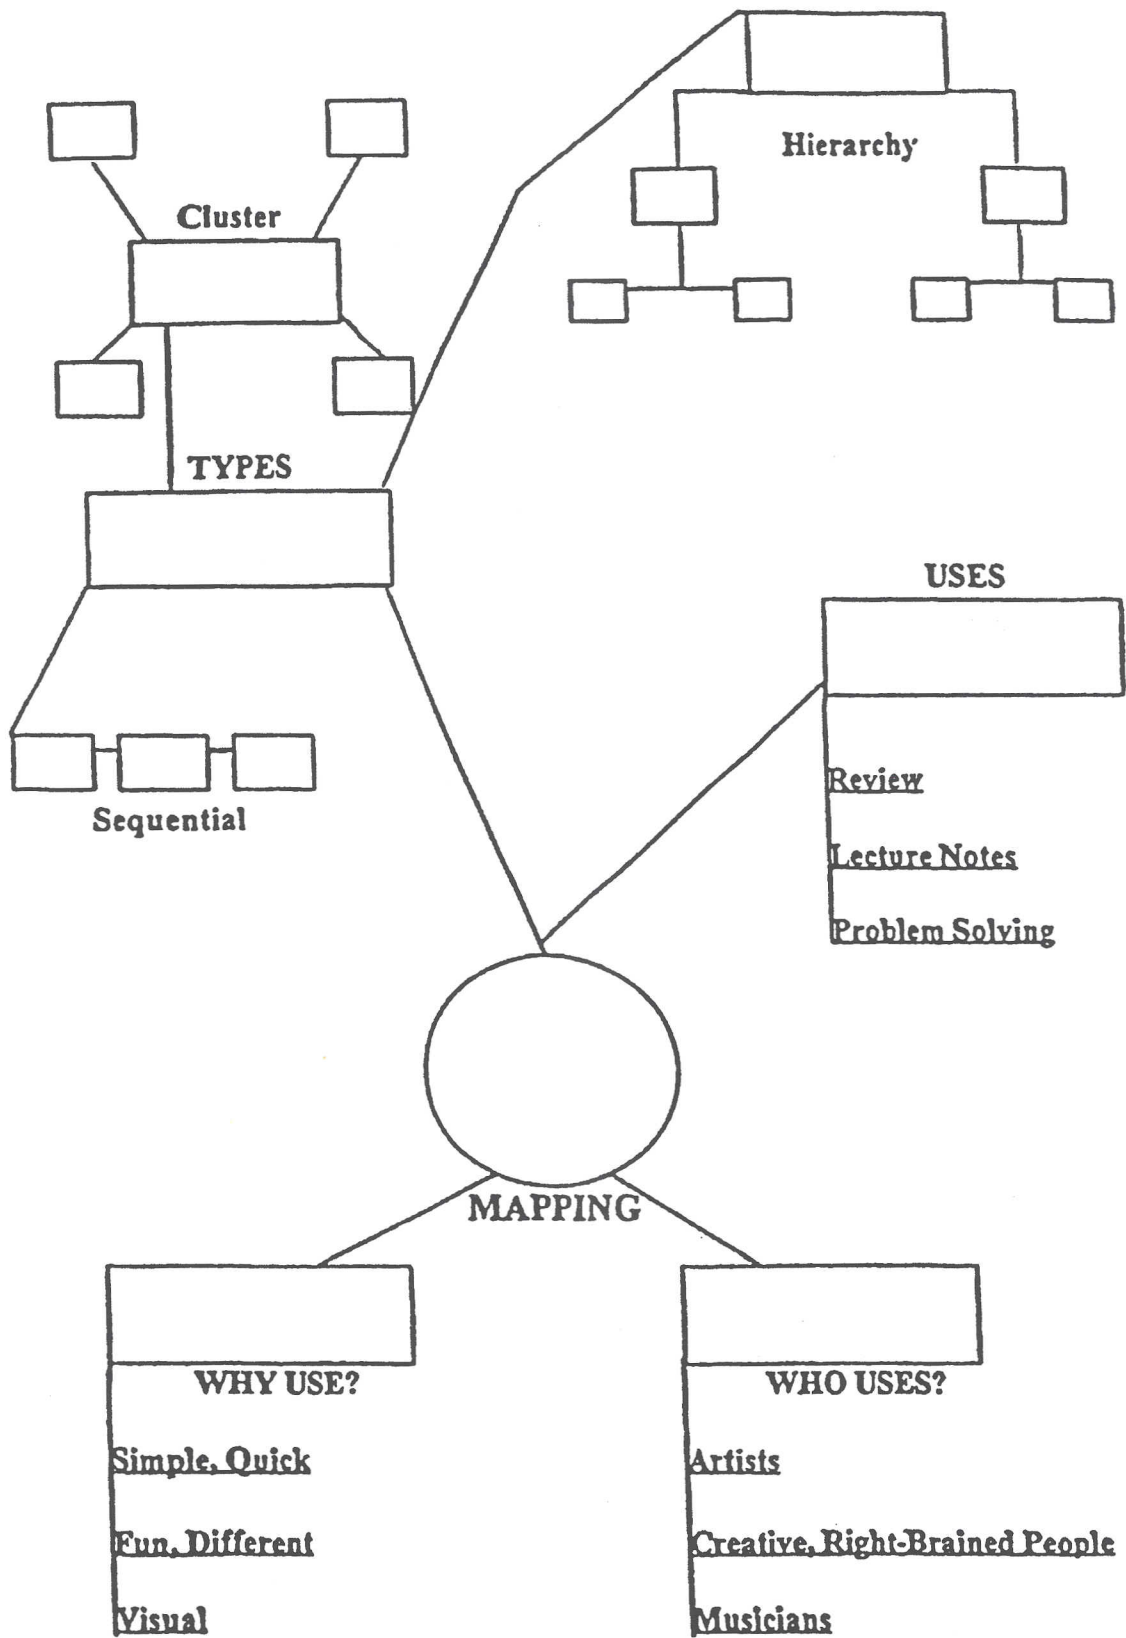 Hierarchy
Cluster
TYPES
USES
Review
Lecture Notes
Problem Solving
Sequential
MAPPING
WHY USE?
Simple, Quick
Fun, Different
Visual
WHO USES?
Artists
Creative, Right-Brained People
Musicians